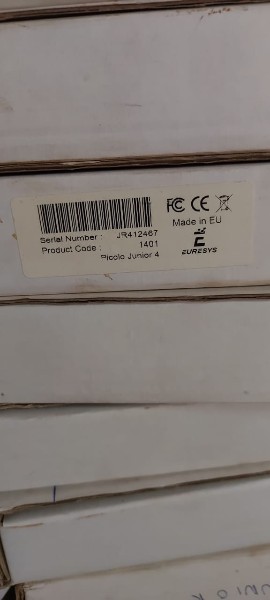 FC CE
Made in EU
Serial Number : JR412467
Product Code : 1401
Picolo Junior 4
EURESYS